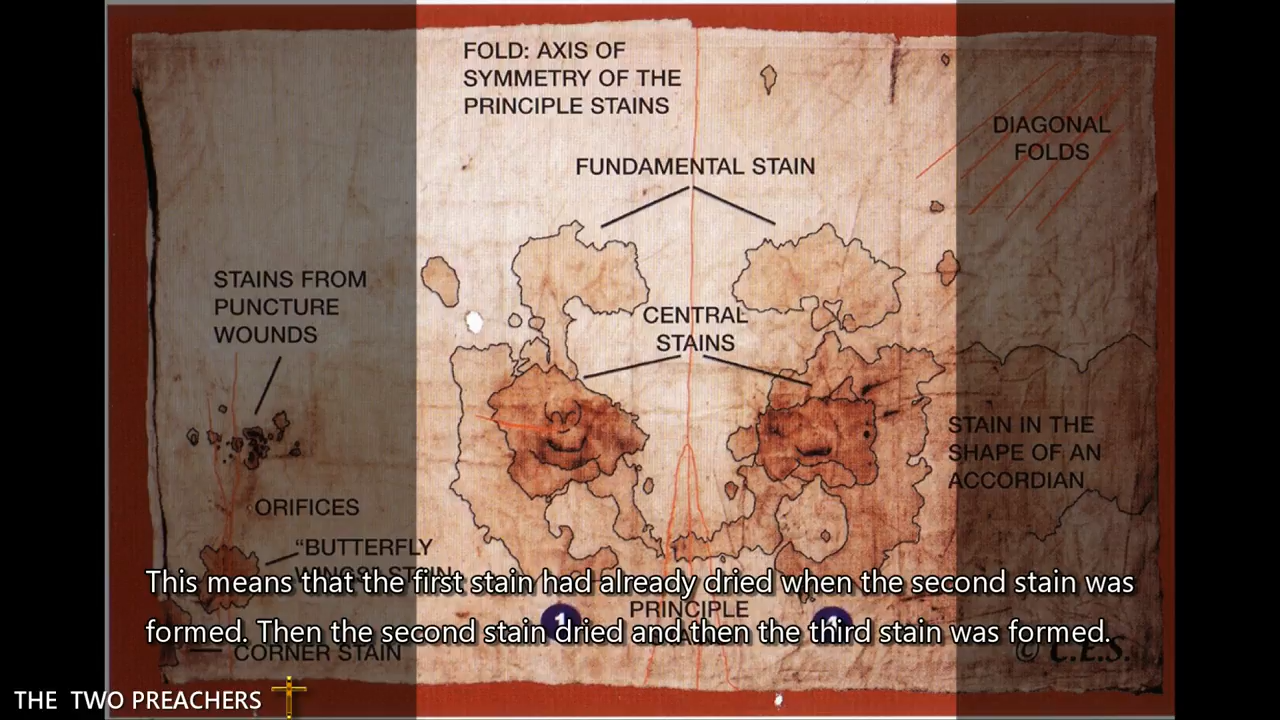 FOLD: AXIS OF
SYMMETRY OF THE
PRINCIPLE STAINS
DIAGONAL
FOLDS
FUNDAMENTAL STAIN
STAINS FROM
PUNCTURE
WOUNDS
CENTRAL
STAINS
STAIN IN THE
SHAPE OF AN
ACCORDIAN
ORIFICES
“BUTTERFLY
WINGS” STAIN
This means that the first stain had already dried when the second stain was
formed. Then the second stain dried and then the third stain was formed.
1
PRINCIPLE
CORNER STAIN
© C.E.S.
THE TWO PREACHERS